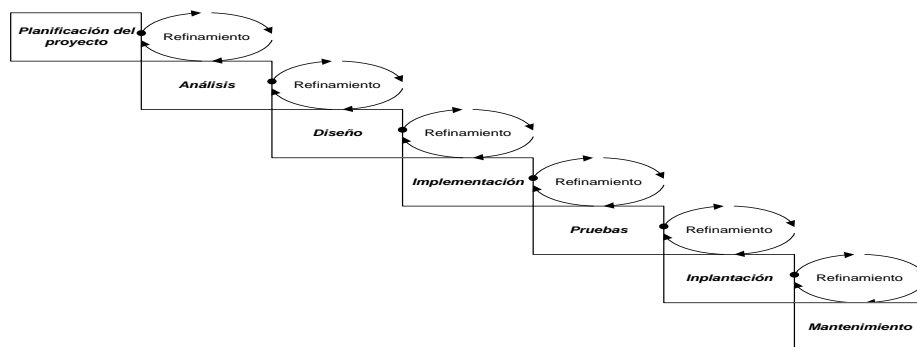 Planificación del
proyecto
Refinamiento
Análisis
Refinamiento
Diseño
Refinamiento
Implementación
Refinamiento
Pruebas
Refinamiento
Inplantación
Refinamiento
Mantenimiento